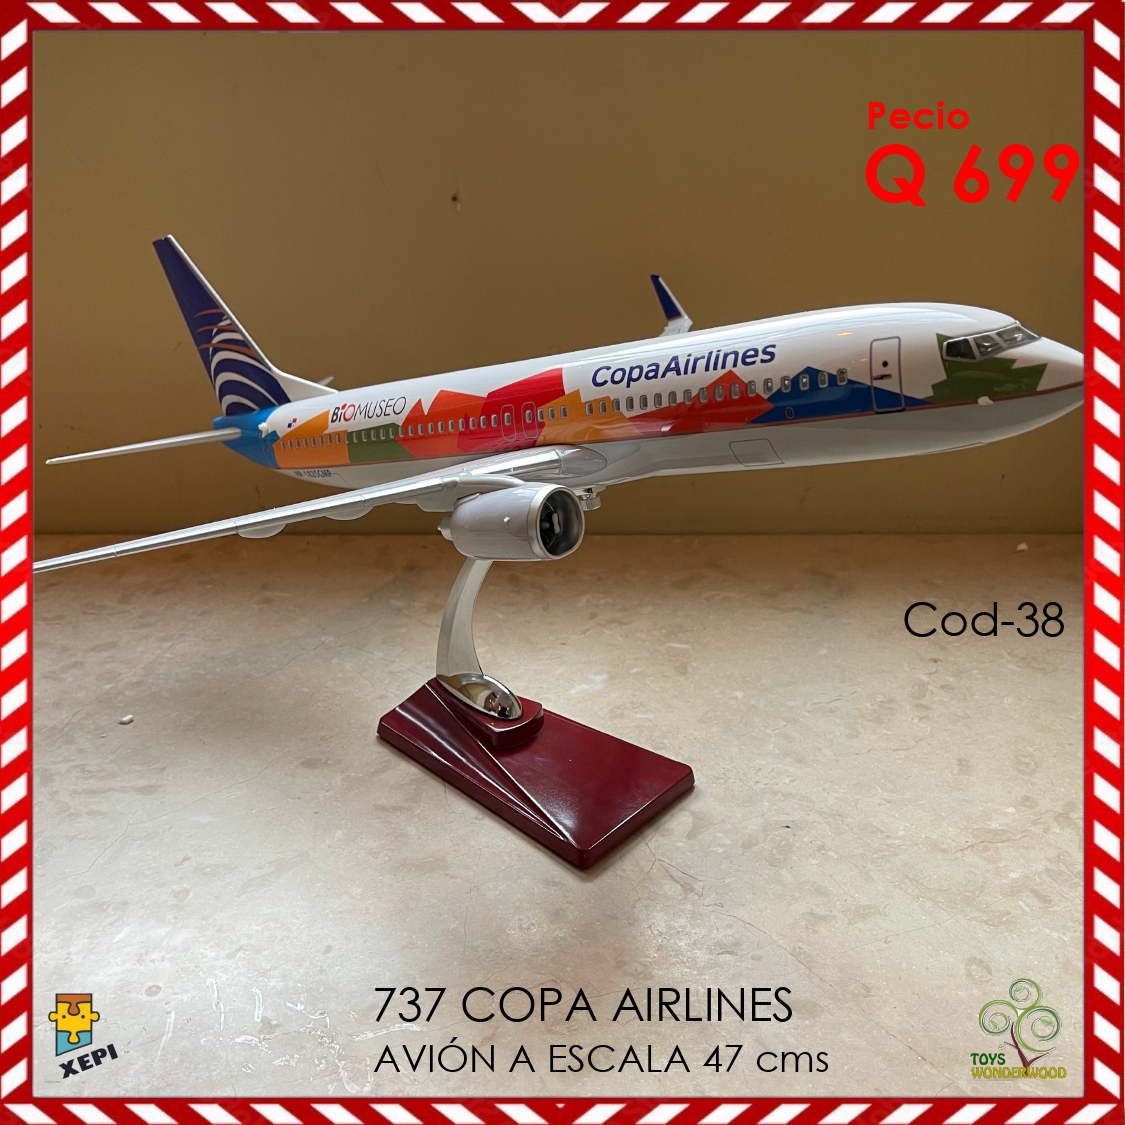 Pecio
Q 699
CopaAirlines
BIOMUSEO
Cod-38
737 COPA AIRLINES
AVIÓN A ESCALA 47 cms
XEPI
TOYS
WONDERWOOD